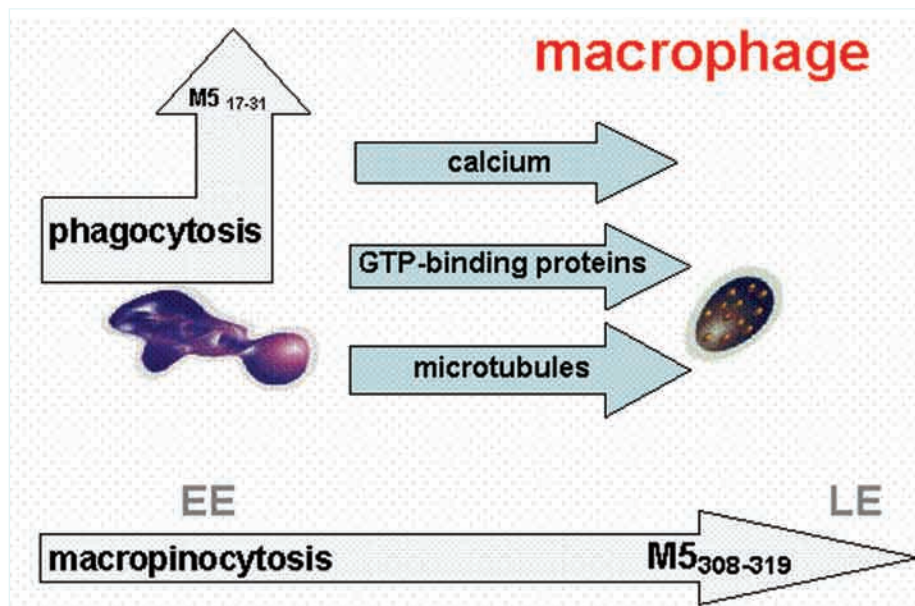 macrophage
M5 17-31
phagocytosis
calcium
GTP-binding proteins
microtubules
EE
LE
macropinocytosis
M5308-319